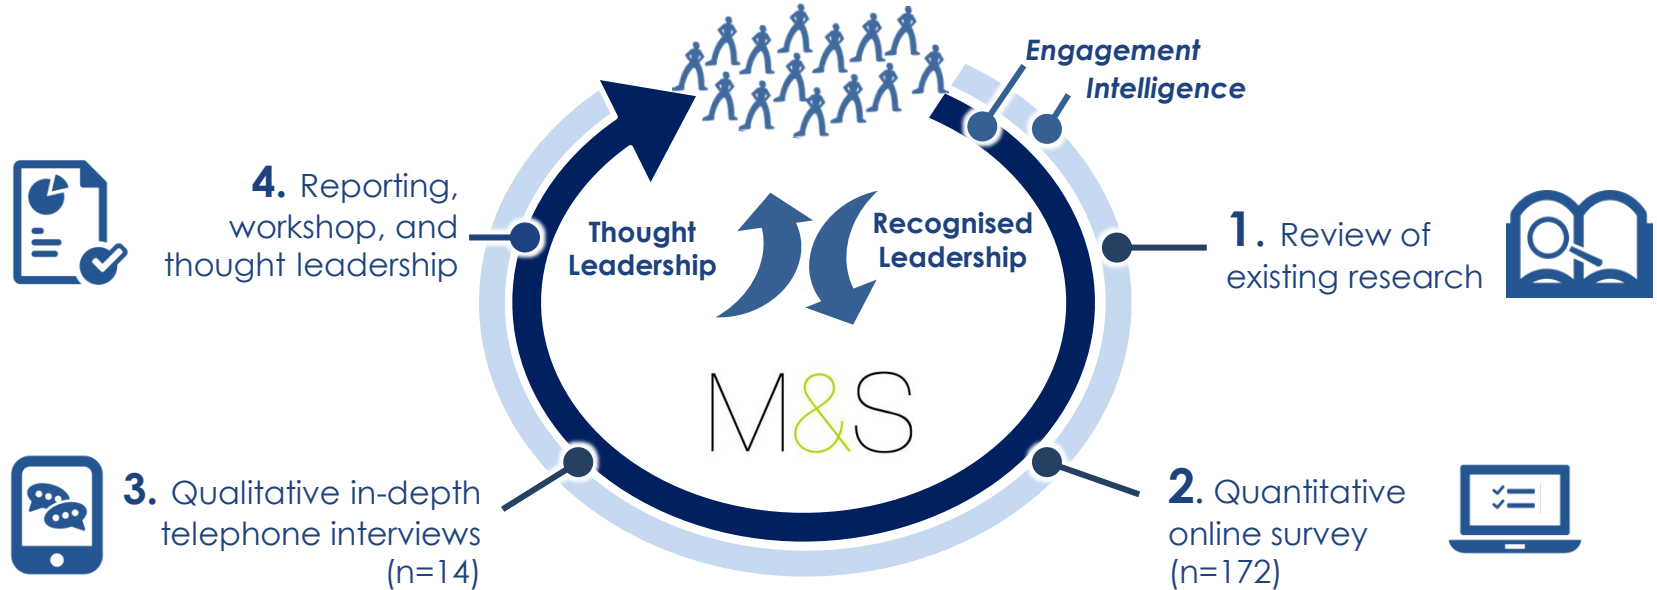 Engagement
Intelligence
4. Reporting,
workshop, and
thought leadership
Thought
Leadership
Recognised
Leadership
1. Review of
existing research
M&S
3. Qualitative in-depth
telephone interviews
(n=14)
2. Quantitative
online survey
(n=172)